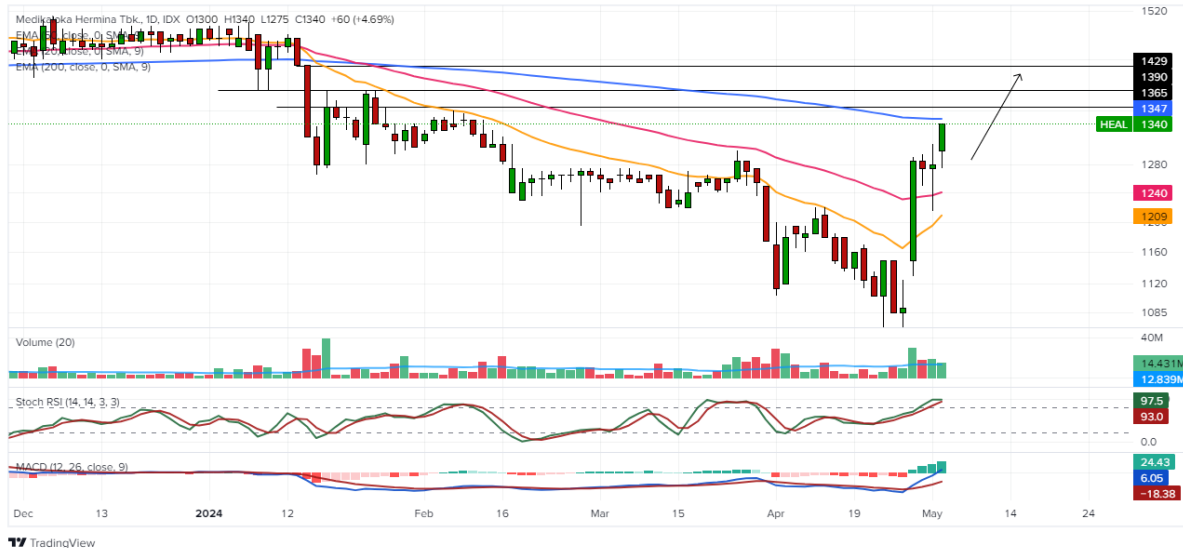 Medikaloka Hermina Tbk., 1D, IDX O1300 H1340 L1275 C1340 +60 (+4.69%)
EMA (200, close, 0, SMA, 9)
1520
1429
1390
1365
1347
HEAL 1340
1280
1240
1209
1160
1120
1085
Volume (20)
40M
14.431M
12.839M
Stoch RSI (14, 14, 3, 3)
97.5
93.0
0.0
MACD (12, 26, close, 9)
24.43
6.05
−18.38
Dec 13 2024 12 Feb 16 Mar 15 Apr 19 May 14 24
TradingView